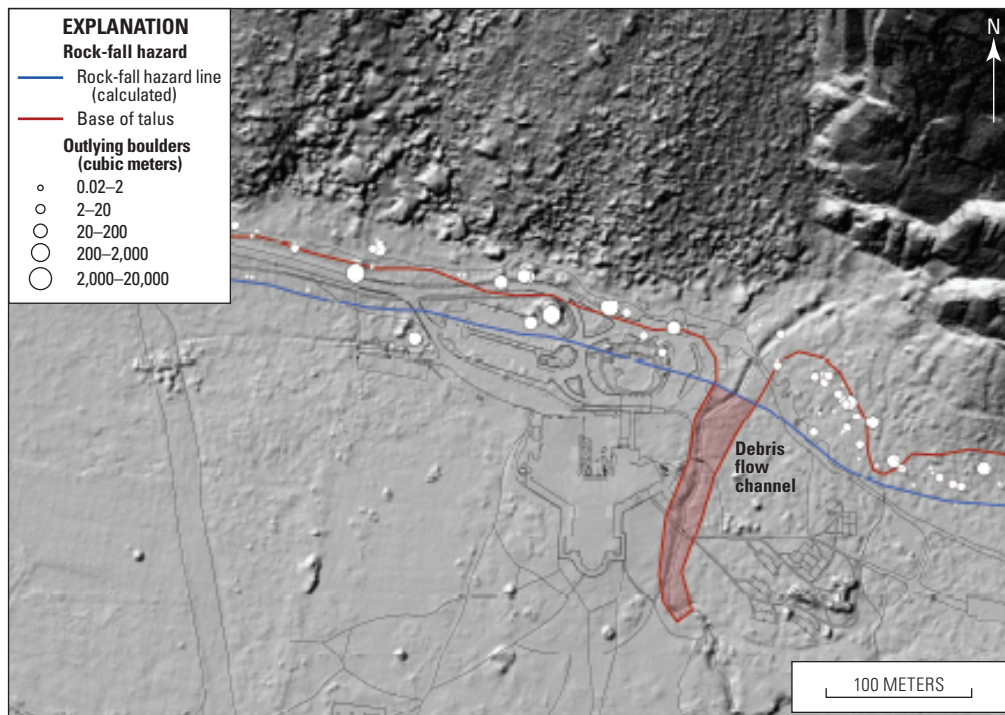 EXPLANATION
Rock-fall hazard
Rock-fall hazard line
(calculated)
Base of talus
Outlying boulders
(cubic meters)
0.02–2
2–20
20–200
200–2,000
2,000–20,000
N
Debris
flow
channel
100 METERS